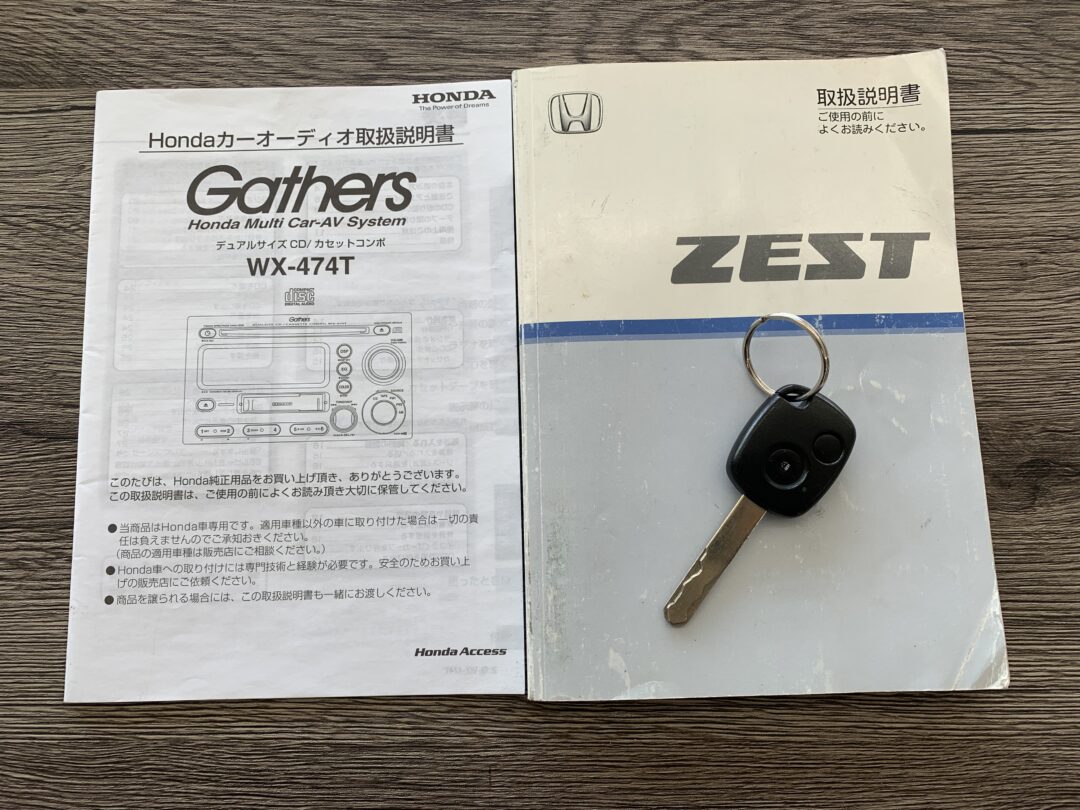 HONDA
The Power of Dreams
Hondaカーオーディオ取扱説明書
Gathers
Honda Multi Car-AV System
デュアルサイズ CD/カセットコンポ
WX-474T
COMPACT
disc
DIGITAL AUDIO
Gathers
DISP
このたびは、Honda純正用品をお買い上げ頂き、ありがとうございます。
この取扱説明書は、ご使用の前によくお読み頂き大切に保管してください。
●当商品はHonda車専用です。適用車種以外の車に取り付けた場合は一切の責
任は負えませんのでご承知おきください。
(商品の適用車種は販売店にご相談ください。)
●Honda車への取り付けには専門技術と経験が必要です。安全のためお買い上
げの販売店にご依頼ください。
●商品を譲られる場合には、この取扱説明書も一緒にお渡しください。
Honda Access
取扱説明書
ご使用の前に
よくお読みください。
ZEST